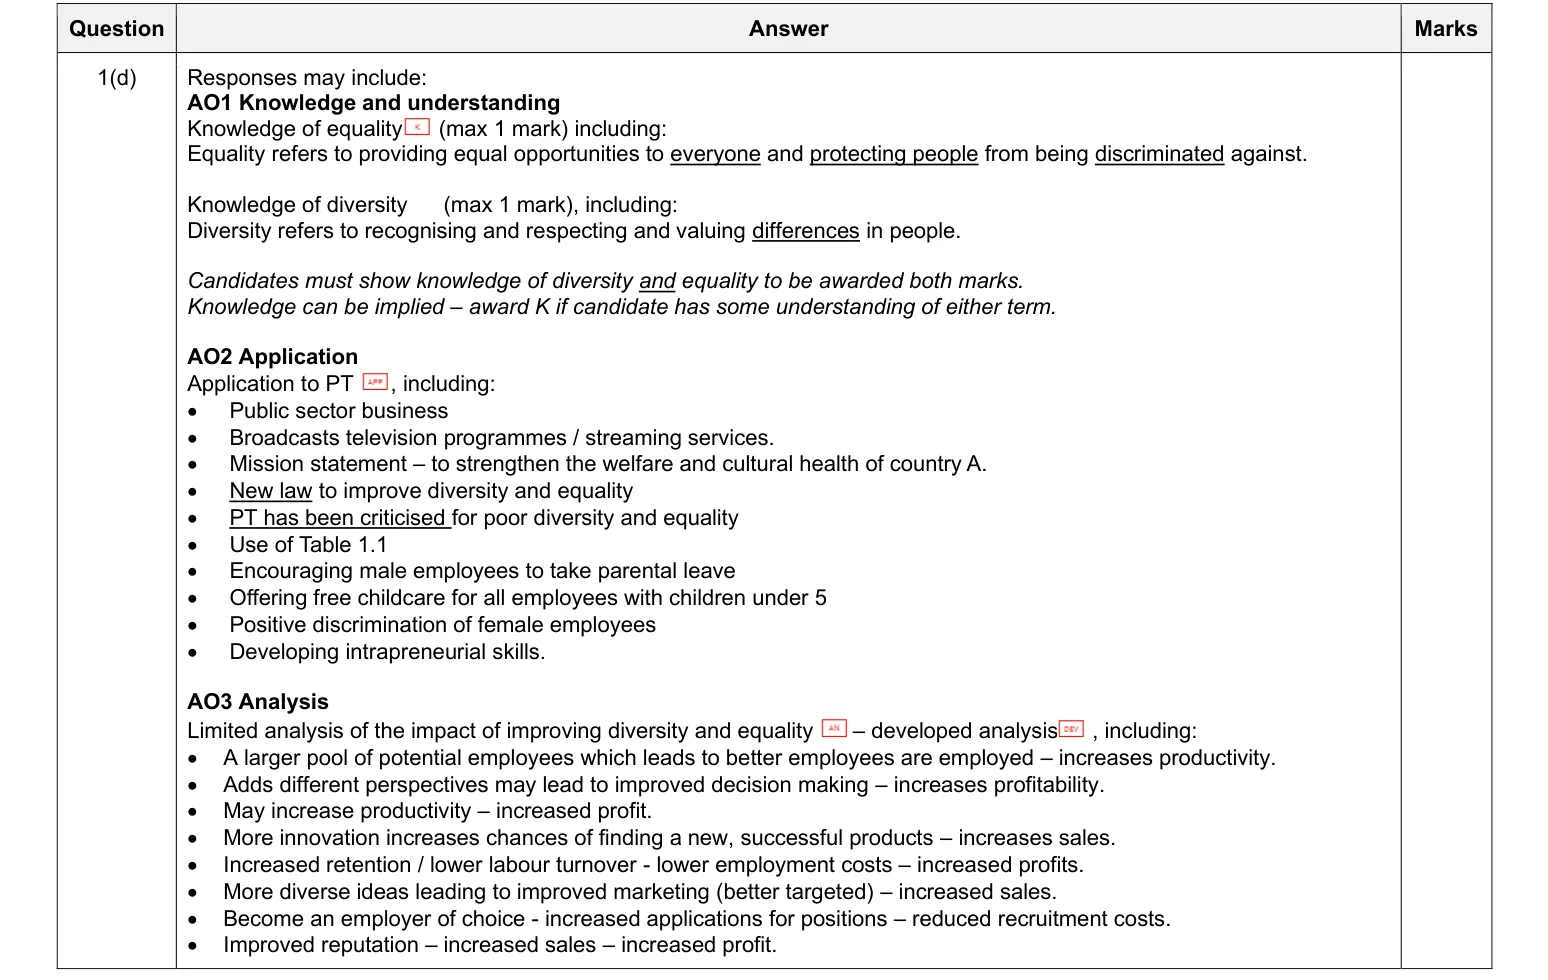 Question Answer Marks
1(d) Responses may include:
AO1 Knowledge and understanding
Knowledge of equality K (max 1 mark) including:
Equality refers to providing equal opportunities to everyone and protecting people from being discriminated against.
Knowledge of diversity (max 1 mark), including:
Diversity refers to recognising and respecting and valuing differences in people.
Candidates must show knowledge of diversity and equality to be awarded both marks.
Knowledge can be implied – award K if candidate has some understanding of either term.
AO2 Application
Application to PT APP, including:
• Public sector business
• Broadcasts television programmes / streaming services.
• Mission statement – to strengthen the welfare and cultural health of country A.
• New law to improve diversity and equality
• PT has been criticised for poor diversity and equality
• Use of Table 1.1
• Encouraging male employees to take parental leave
• Offering free childcare for all employees with children under 5
• Positive discrimination of female employees
• Developing intrapreneurial skills.
AO3 Analysis
Limited analysis of the impact of improving diversity and equality AN – developed analysis DEV , including:
• A larger pool of potential employees which leads to better employees are employed – increases productivity.
• Adds different perspectives may lead to improved decision making – increases profitability.
• May increase productivity – increased profit.
• More innovation increases chances of finding a new, successful products – increases sales.
• Increased retention / lower labour turnover - lower employment costs – increased profits.
• More diverse ideas leading to improved marketing (better targeted) – increased sales.
• Become an employer of choice - increased applications for positions – reduced recruitment costs.
• Improved reputation – increased sales – increased profit.